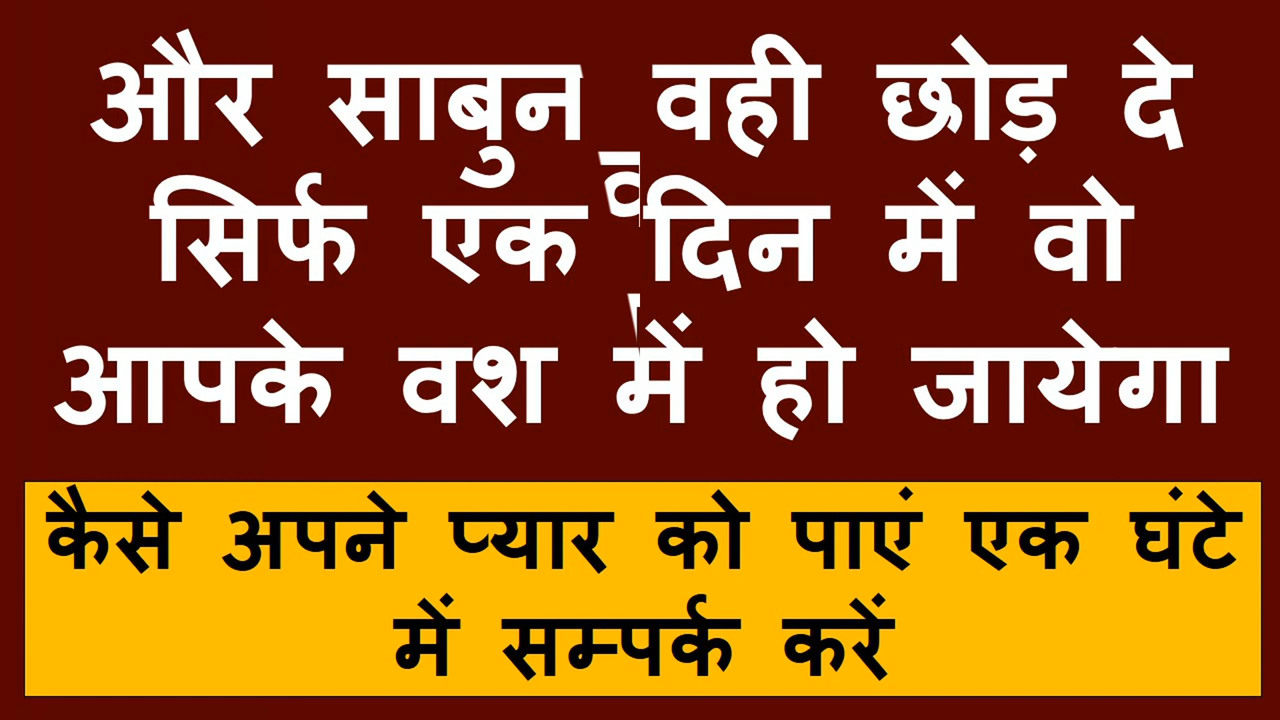 और साबुन वही छोड़ दे
सिर्फ एक दिन में वो
आपके वश में हो जायेगा
कैसे अपने प्यार को पाएं एक घंटे
में सम्पर्क करें